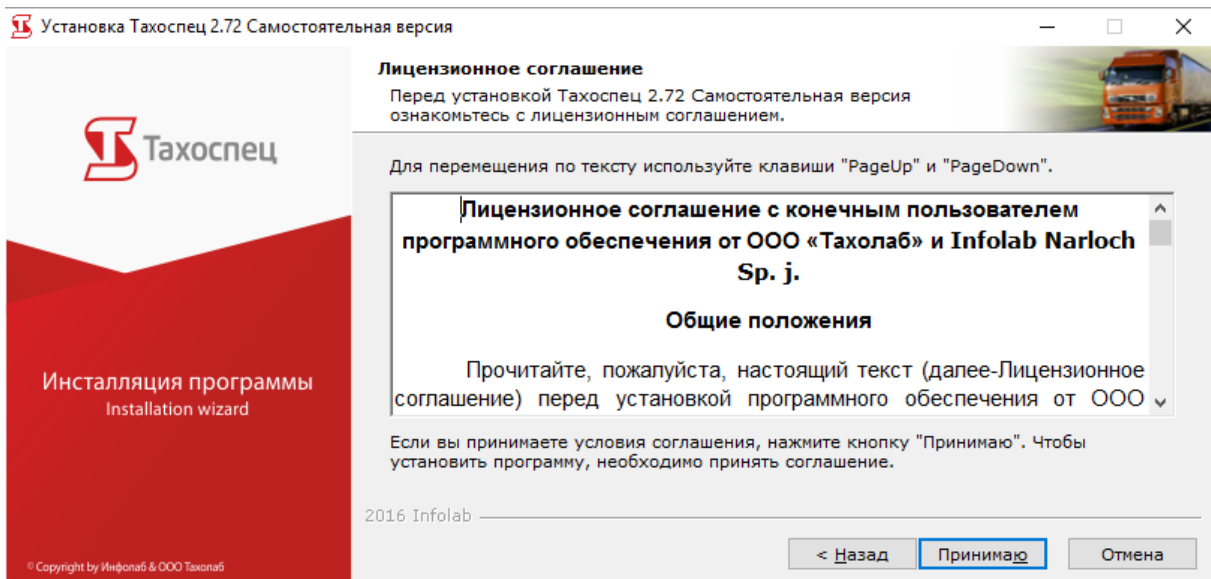 Установка Тахоспец 2.72 Самостоятельная версия
Тахоспец
Инсталляция программы
Installation wizard
© Copyright by Инфолаб & ООО Тахолаб
Лицензионное соглашение
Перед установкой Тахоспец 2.72 Самостоятельная версия
ознакомьтесь с лицензионным соглашением.
Для перемещения по тексту используйте клавиши "PageUp" и "PageDown".
Лицензионное соглашение с конечным пользователем
программного обеспечения от ООО «Тахолаб» и Infolab Narloch
Sp. j.
Общие положения
Прочитайте, пожалуйста, настоящий текст (далее-Лицензионное
соглашение) перед установкой программного обеспечения от ООО
Если вы принимаете условия соглашения, нажмите кнопку "Принимаю". Чтобы
установить программу, необходимо принять соглашение.
2016 Infolab
< Назад Принимаю Отмена